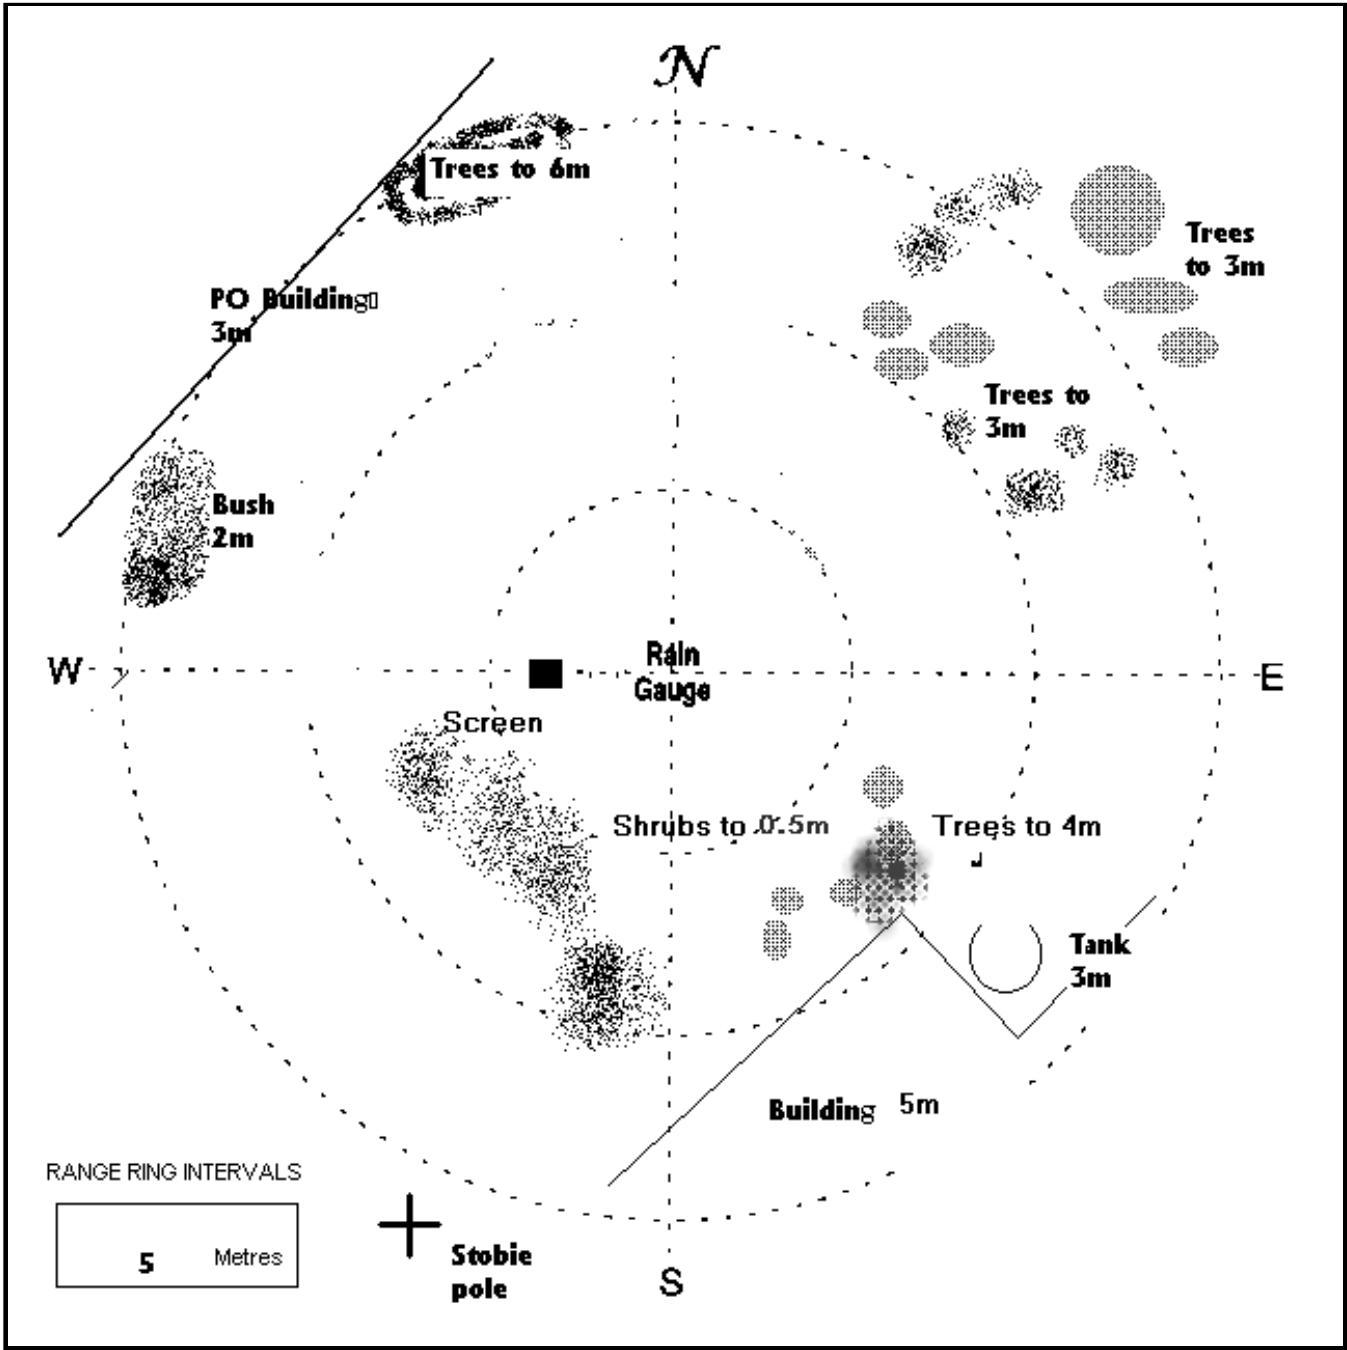 N
Trees to 6m
Trees
to 3m
PO Building
3m
Trees to
3m
Bush
2m
W
Rain
Gauge
E
Screen
Shrubs to 0.5m
Trees to 4m
Tank
3m
Building 5m
RANGE RING INTERVALS
5 Metres
Stobie
pole
S